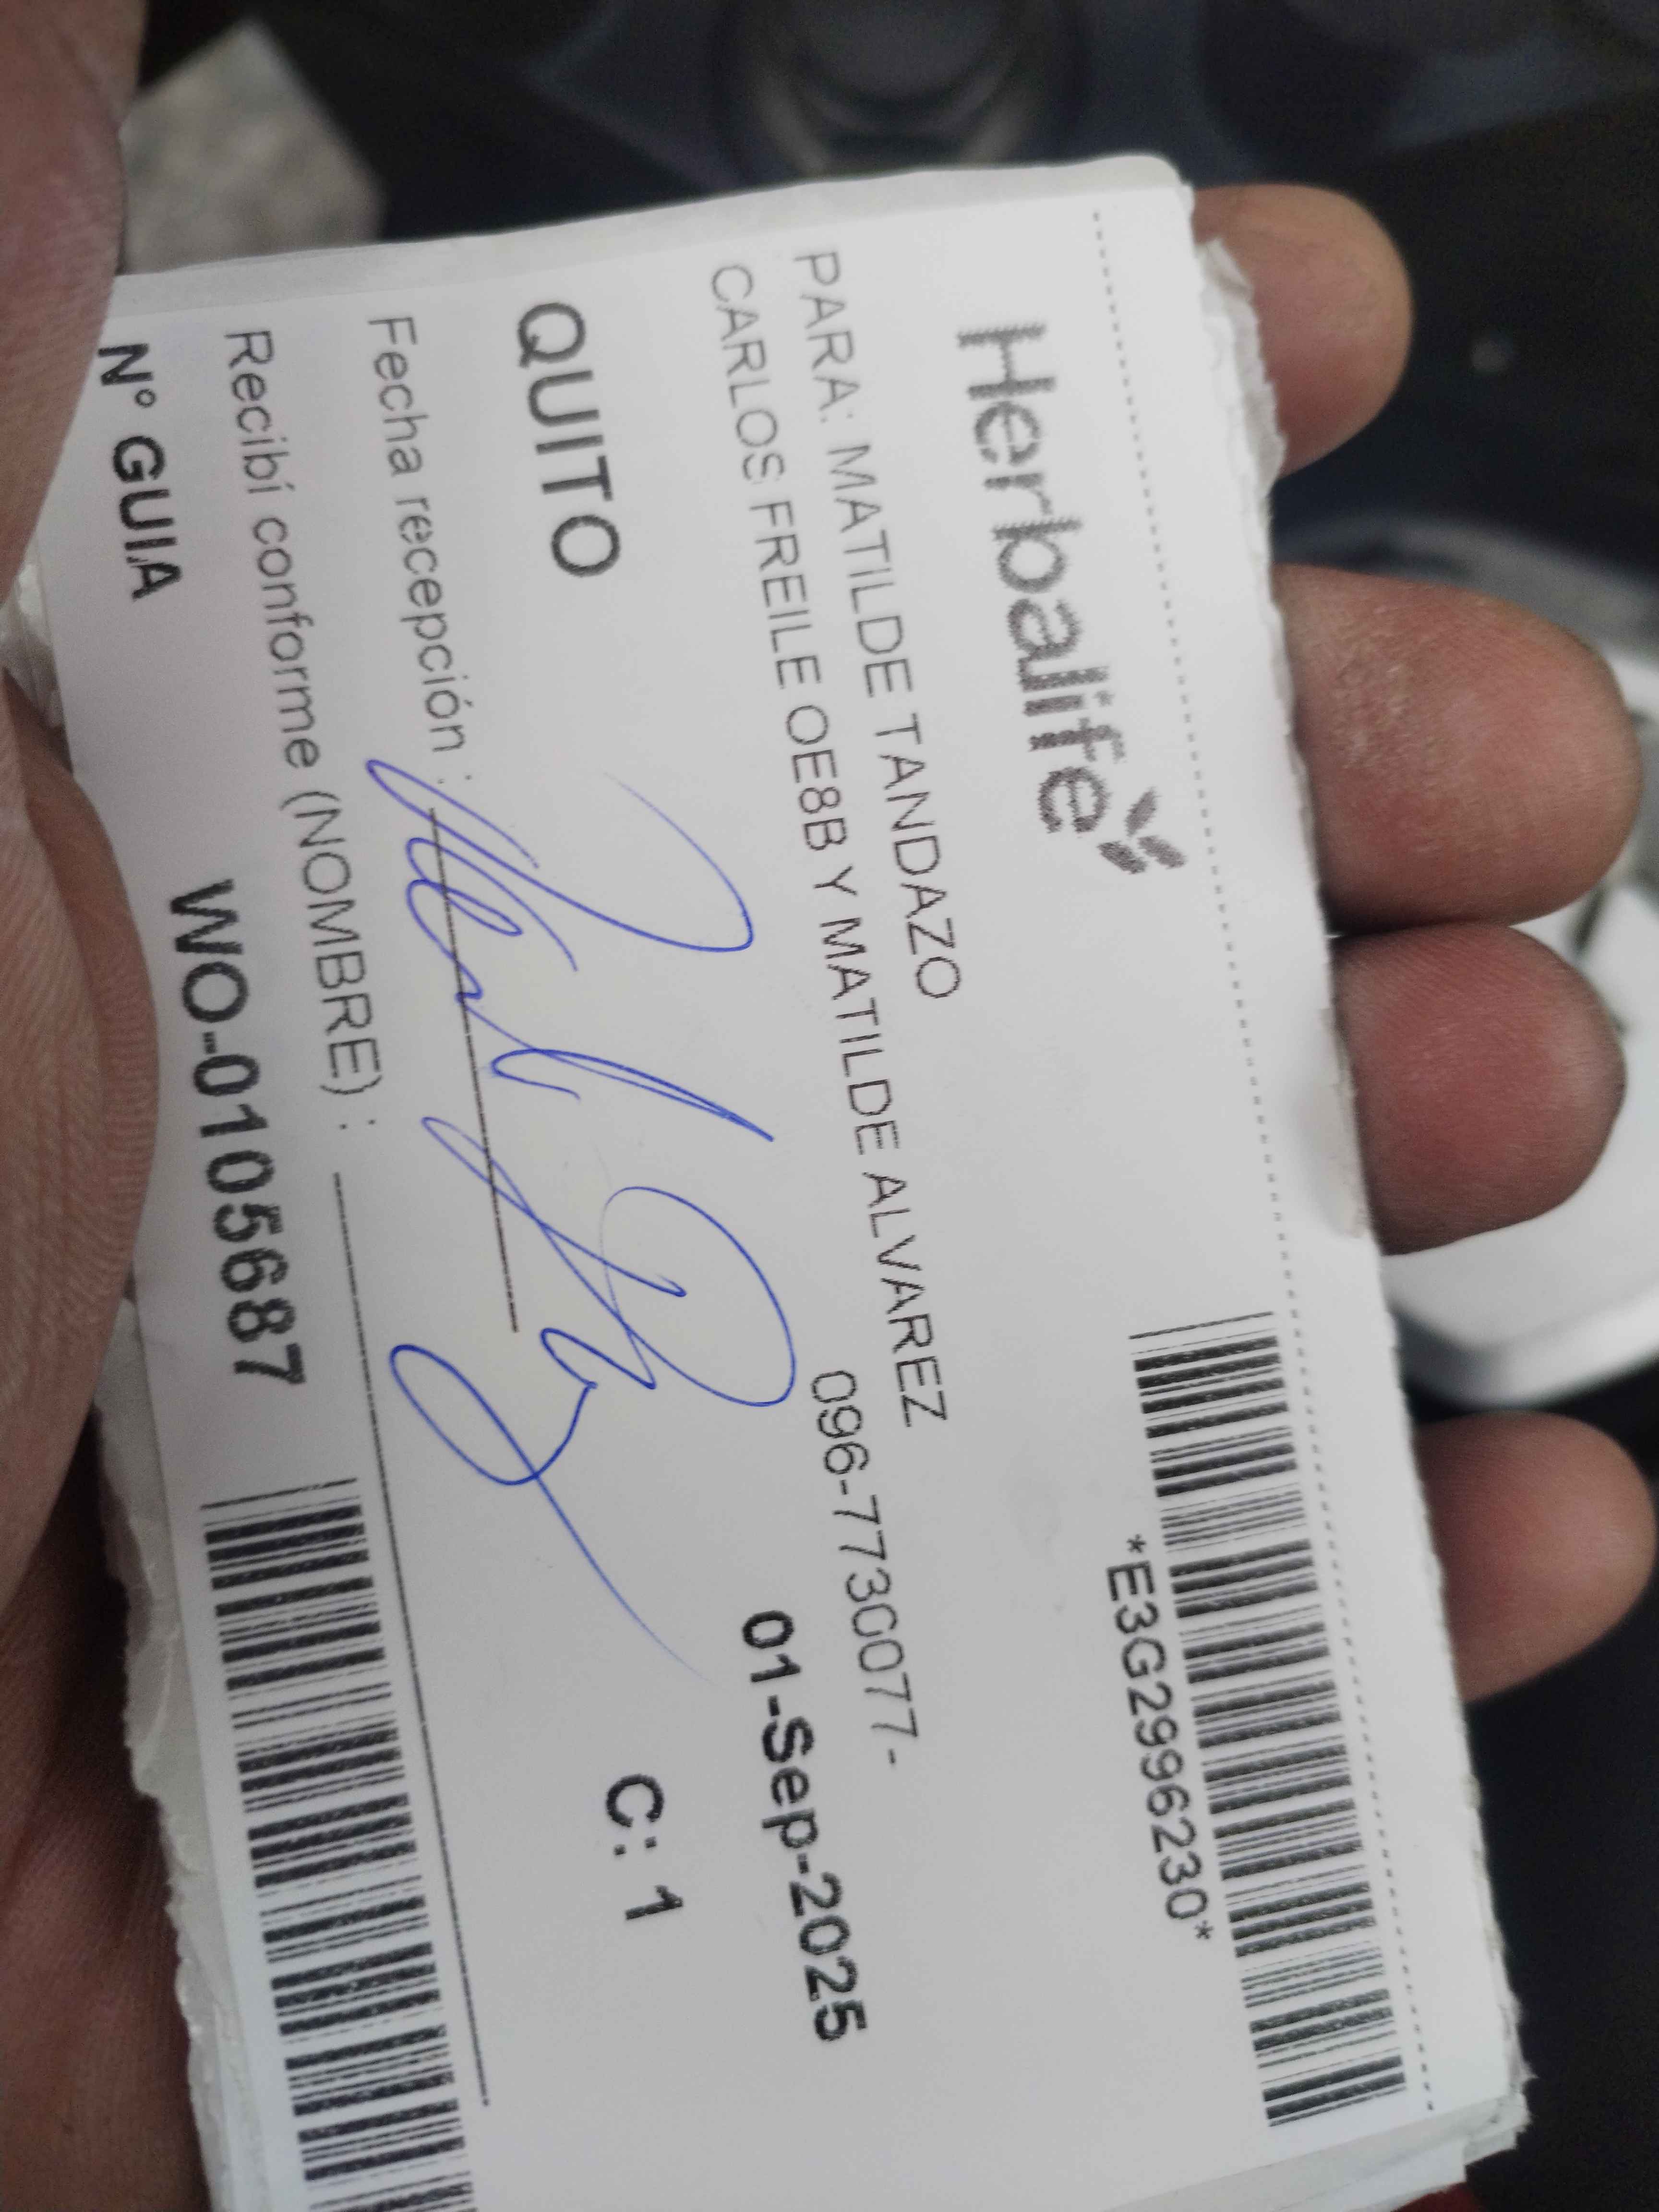 Herbalife
*E3G2996230*
PARA: MATILDE TANDAZO
CARLOS FREILE OE8B Y MATILDE ALVAREZ
096-7730077-
QUITO
01-Sep-2025
C: 1
Fecha recepción :
Recibí conforme (NOMBRE) :
N° GUIA WO-0105687